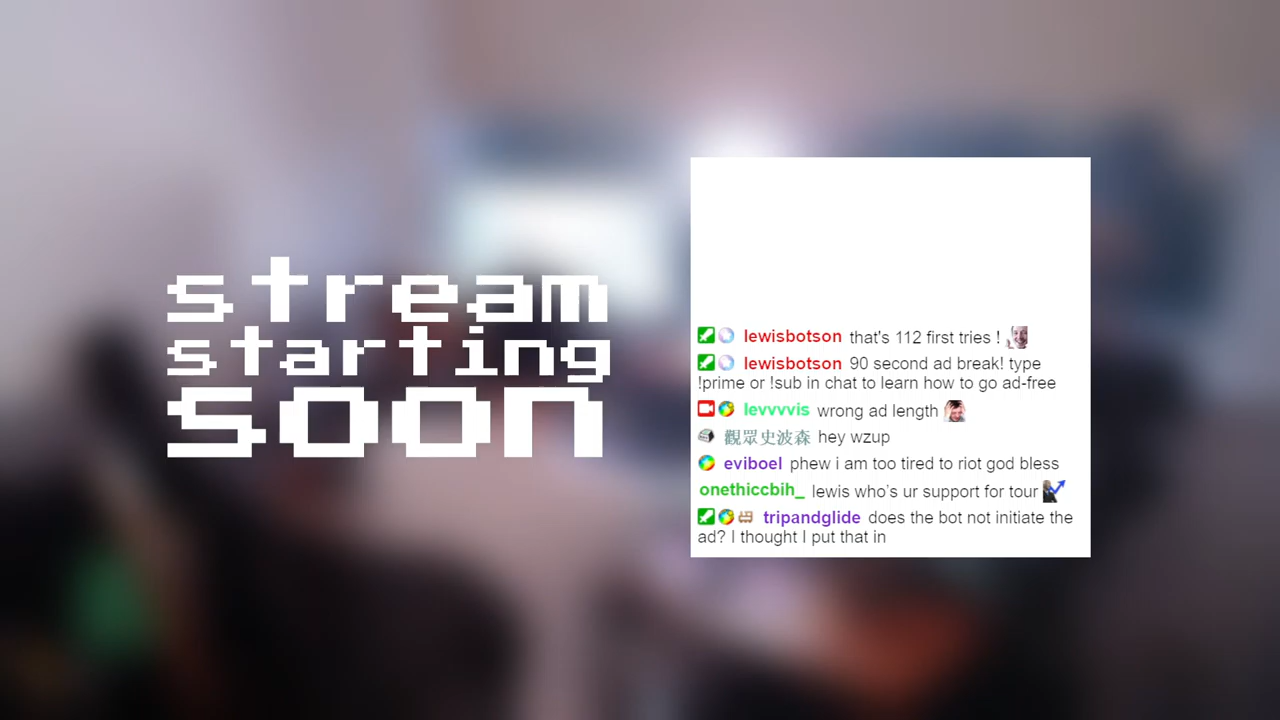 stream
starting
soon
lewisbotson that's 112 first tries !
lewisbotson 90 second ad break! type
!prime or !sub in chat to learn how to go ad-free
levvvvis wrong ad length
觀眾史波森 hey wzup
eviboel phew i am too tired to riot god bless
onethiccbih_ lewis who's ur support for tour
tripandglide does the bot not initiate the
ad? I thought I put that in